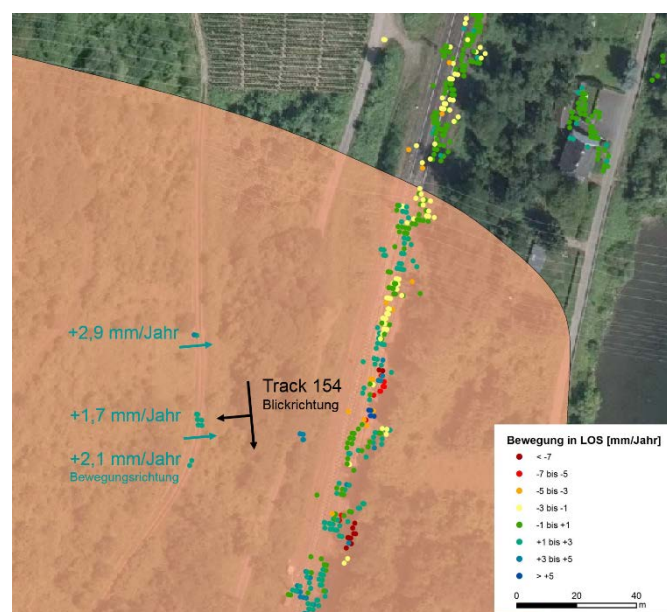 +2,9 mm/Jahr
Track 154
Blickrichtung
+1,7 mm/Jahr
+2,1 mm/Jahr
Bewegungsrichtung
Bewegung in LOS [mm/Jahr]
< -7
-7 bis -5
-5 bis -3
-3 bis -1
-1 bis +1
+1 bis +3
+3 bis +5
> +5
0 20 40
m